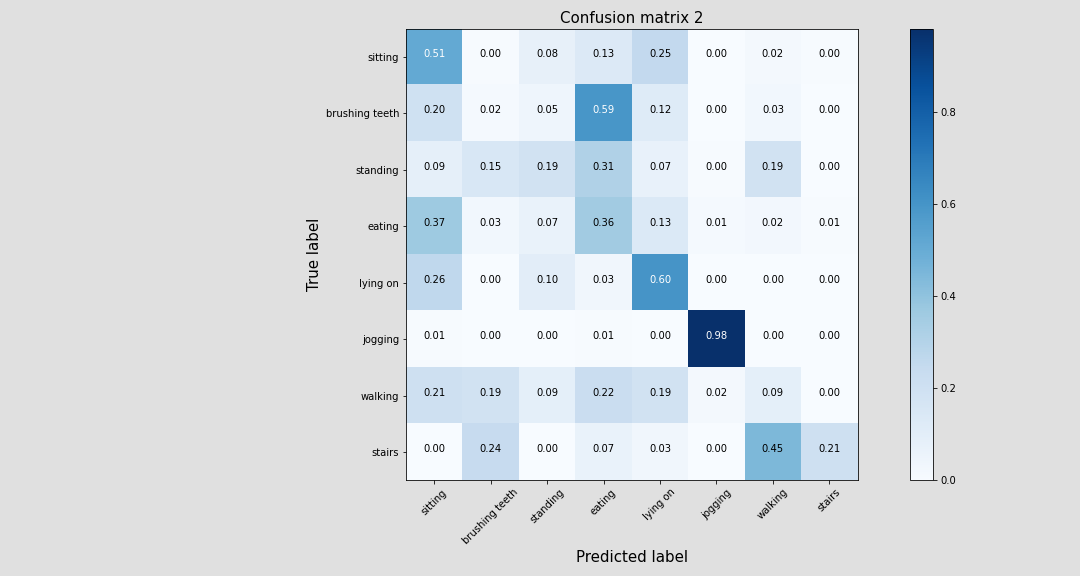 Confusion matrix 2
sitting 0.51 0.00 0.08 0.13 0.25 0.00 0.02 0.00
brushing teeth 0.20 0.02 0.05 0.59 0.12 0.00 0.03 0.00
standing 0.09 0.15 0.19 0.31 0.07 0.00 0.19 0.00
eating 0.37 0.03 0.07 0.36 0.13 0.01 0.02 0.01
lying on 0.26 0.00 0.10 0.03 0.60 0.00 0.00 0.00
jogging 0.01 0.00 0.00 0.01 0.00 0.98 0.00 0.00
walking 0.21 0.19 0.09 0.22 0.19 0.02 0.09 0.00
stairs 0.00 0.24 0.00 0.07 0.03 0.00 0.45 0.21
True label
sitting brushing teeth standing eating lying on jogging walking stairs
Predicted label
0.8
0.6
0.4
0.2
0.0